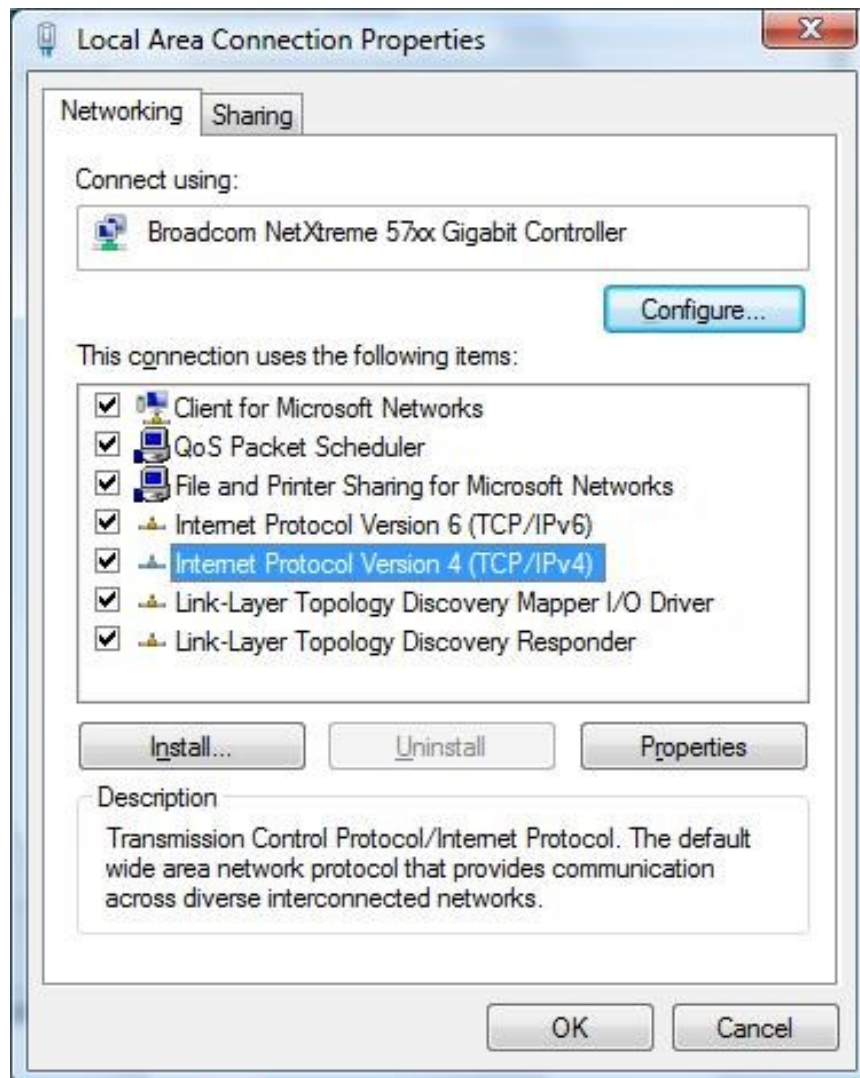 Local Area Connection Properties
Networking
Sharing
Connect using:
Broadcom NetXtreme 57xx Gigabit Controller
Configure...
This connection uses the following items:
Client for Microsoft Networks
QoS Packet Scheduler
File and Printer Sharing for Microsoft Networks
Internet Protocol Version 6 (TCP/IPv6)
Internet Protocol Version 4 (TCP/IPv4)
Link-Layer Topology Discovery Mapper I/O Driver
Link-Layer Topology Discovery Responder
Install...
Uninstall
Properties
Description
Transmission Control Protocol/Internet Protocol. The default
wide area network protocol that provides communication
across diverse interconnected networks.
OK
Cancel